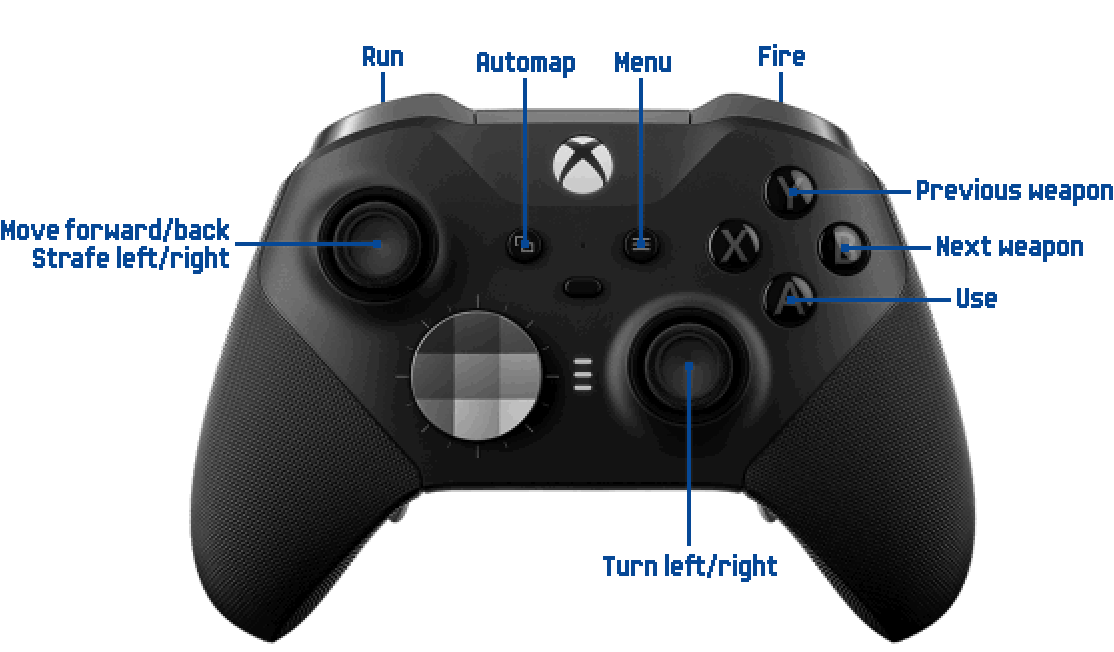 Run
Automap
Menu
Fire
Previous weapon
Move forward/back
Strafe left/right
Next weapon
Use
Turn left/right
Y
X
B
A